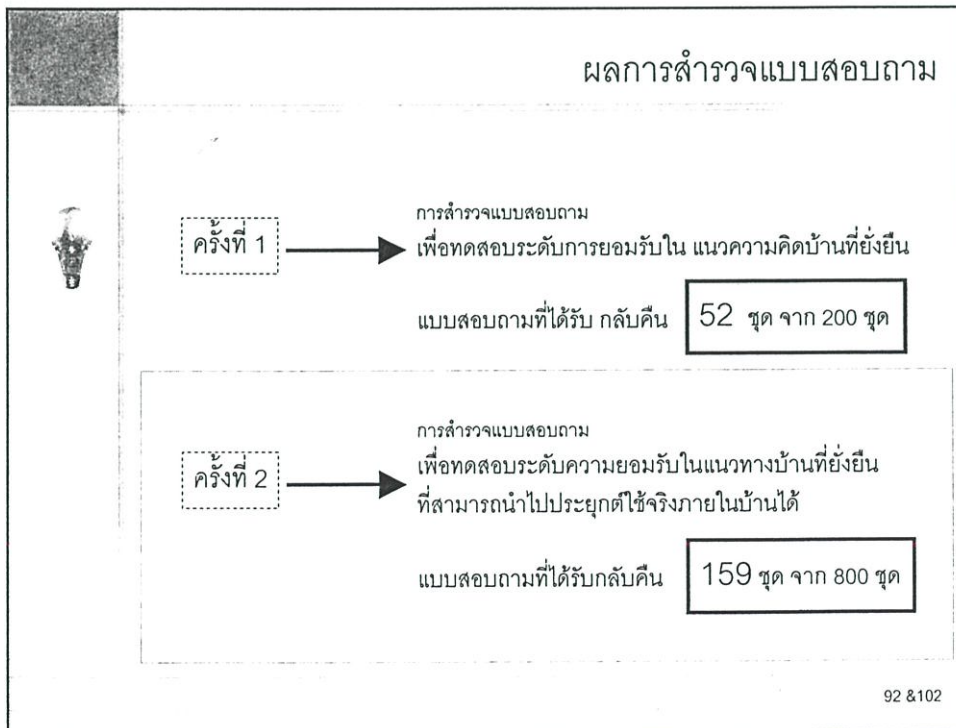 ผลการสำรวจแบบสอบถาม
ครั้งที่ 1
การสำรวจแบบสอบถาม
เพื่อทดสอบระดับการยอมรับใน แนวความคิดบ้านที่ยั่งยืน
แบบสอบถามที่ได้รับ กลับคืน 52 ชุด จาก 200 ชุด
ครั้งที่ 2
การสำรวจแบบสอบถาม
เพื่อทดสอบระดับความยอมรับในแนวทางบ้านที่ยั่งยืน
ที่สามารถนำไปประยุกต์ใช้จริงภายในบ้านได้
แบบสอบถามที่ได้รับกลับคืน 159 ชุด จาก 800 ชุด
92 &102